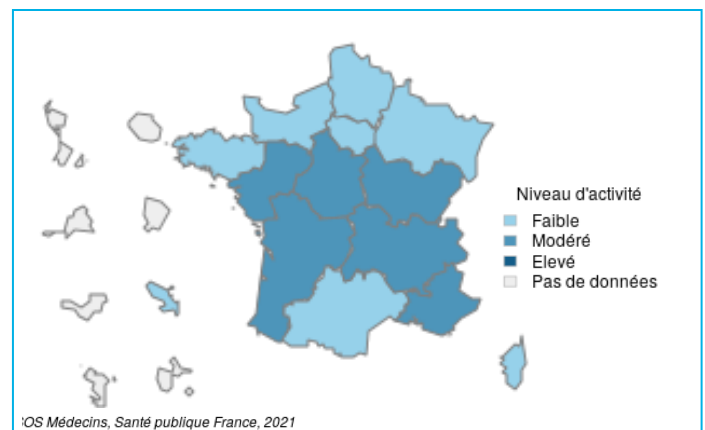 Niveau d'activité
Faible
Modéré
Elevé
Pas de données
OS Médecins, Santé publique France, 2021